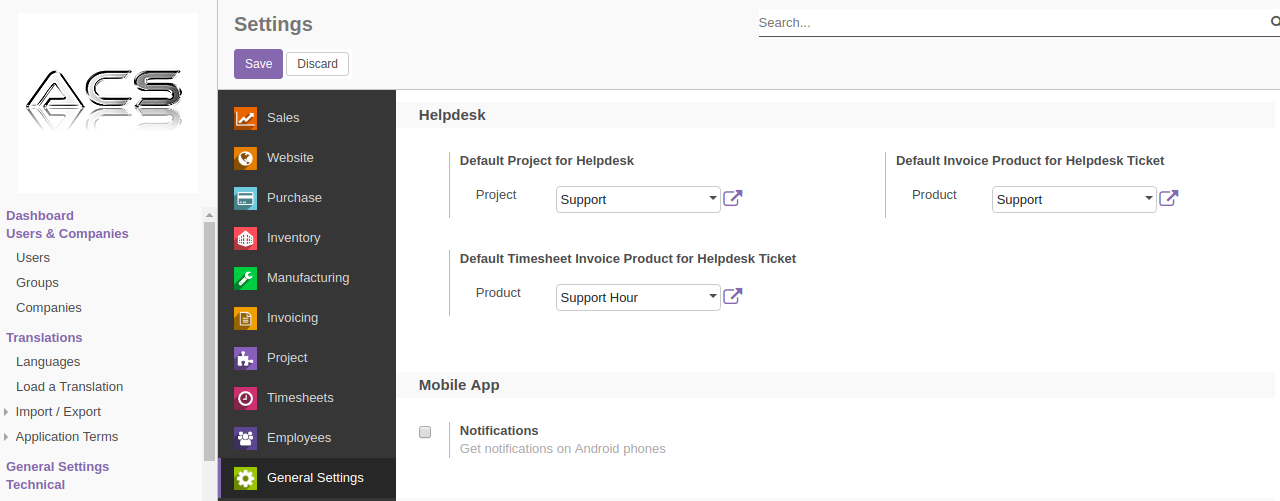 ACS
Dashboard
Users & Companies
Users
Groups
Companies
Translations
Languages
Load a Translation
Import / Export
Application Terms
General Settings
Technical
Settings
Search...
Save
Discard
Sales
Website
Purchase
Inventory
Manufacturing
Invoicing
Project
Timesheets
Employees
General Settings
Helpdesk
Default Project for Helpdesk
Project
Support
Default Invoice Product for Helpdesk Ticket
Product
Support
Default Timesheet Invoice Product for Helpdesk Ticket
Product
Support Hour
Mobile App
Notifications
Get notifications on Android phones